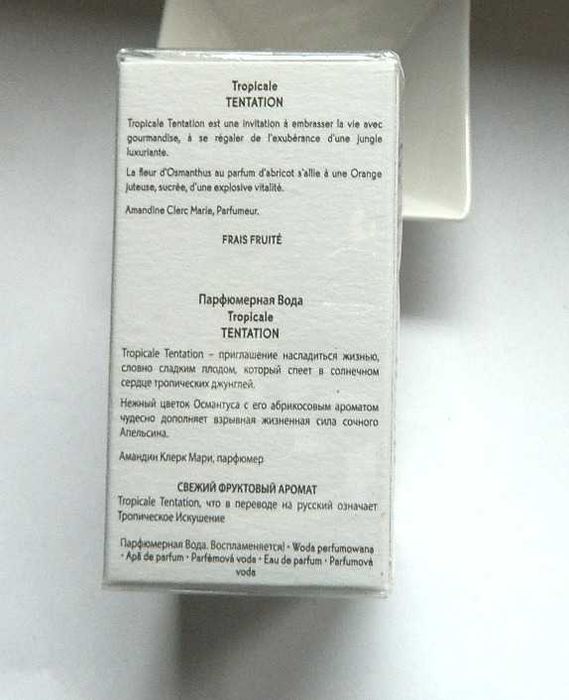 Tropicale
TENTATION
Tropicale Tentation est une invitation à embrasser la vie avec
gourmandise, à se régaler de l'exubérance d'une jungle
luxuriante.
La fleur d'Osmanthus au parfum d'abricot s'allie à une Orange
juteuse, sucrée, d'une explosive vitalité.
Amandine Clerc Marie, Parfumeur.
FRAIS FRUITÉ
Парфюмерная Вода
Tropicale
TENTATION
Tropicale Tentation – приглашение насладиться жизнью,
словно сладким плодом, который спеет в солнечном
сердце тропических джунглей.
Нежный цветок Османтуса с его абрикосовым ароматом
чудесно дополняет взрывная жизненная сила сочного
Апельсина.
Амандин Клерк Мари, парфюмер
СВЕЖИЙ ФРУКТОВЫЙ АРОМАТ
Tropicale Tentation, что в переводе на русский означает
Тропическое Искушение
Парфюмерная Вода. Воспламеняется! • Woda perfumowana
• Apă de parfum • Parfémová voda • Eau de parfum • Parfumová
voda